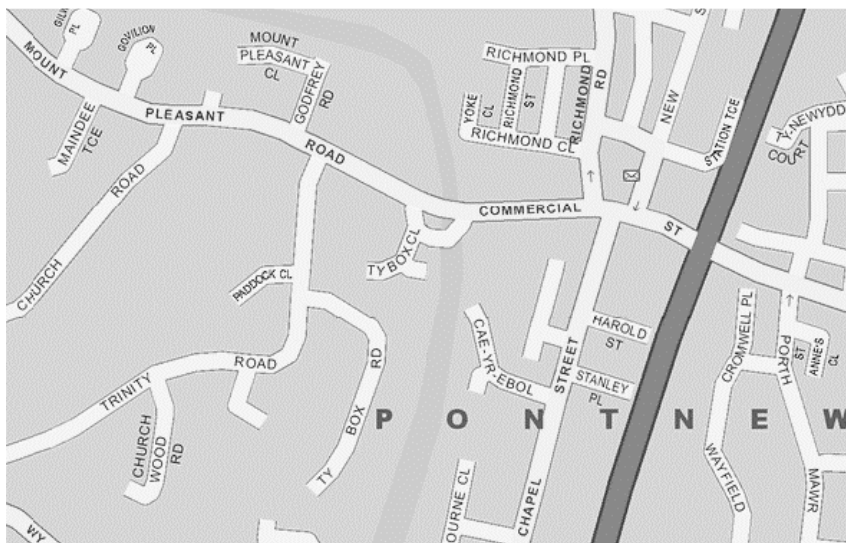 GOVILION
PL
PL
MOUNT
PLEASANT
ROAD
MAINDEE
TCE
MOUNT
PLEASANT
CL
GODFREY
RD
CHURCH
ROAD
RICHMOND PL
YOKE
CL
RICHMOND
ST
RICHMOND
RD
RICHMOND CL
NEW
STATION TCE
TY-NEWYDD
COURT
COMMERCIAL
ST
TY BOX CL
PADDOCK CL
TRINITY
ROAD
CHURCH
WOOD
RD
TY
BOX
RD
CAE-YR-EBOL
HAROLD
ST
STANLEY
PL
CHAPEL
STREET
CROMWELL PL
PORTH
MAWR
ST
ANNE'S
CL
WAYFIELD
PONTNEW
OURNE CL
WY